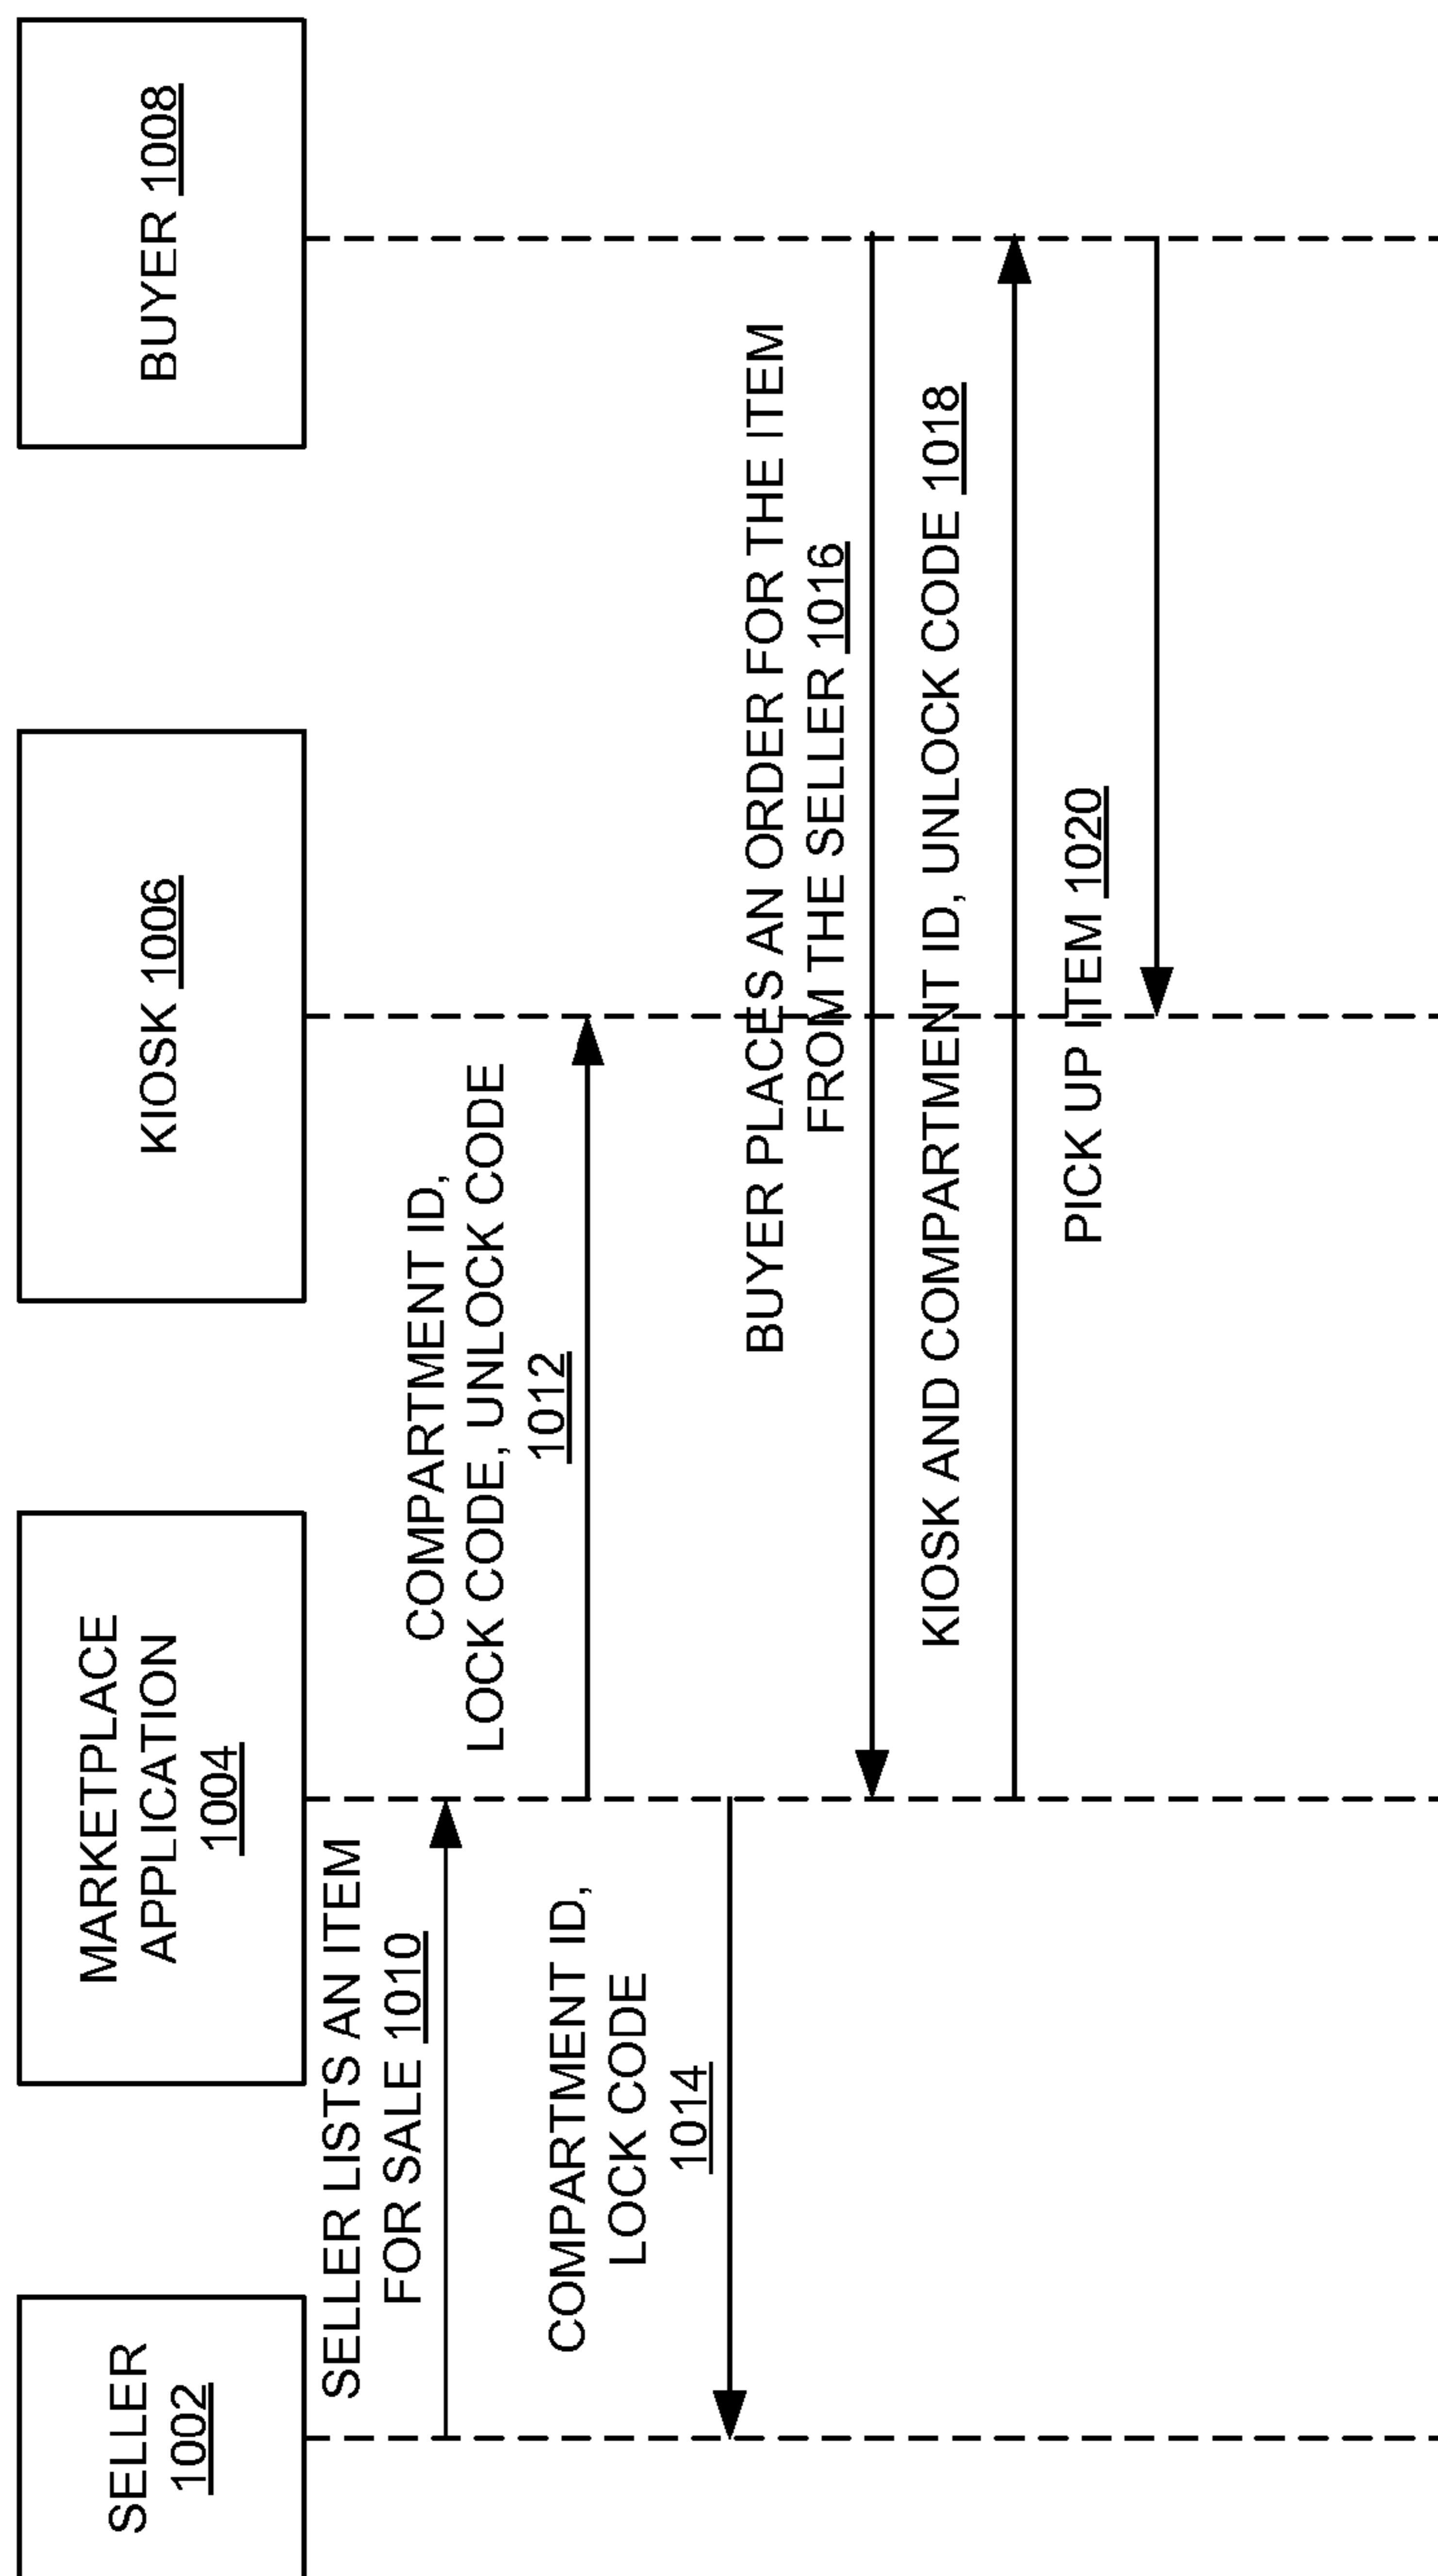 SELLER
1002
MARKETPLACE
APPLICATION
1004
KIOSK 1006
BUYER 1008
SELLER LISTS AN ITEM
FOR SALE 1010
COMPARTMENT ID,
LOCK CODE, UNLOCK CODE
1012
COMPARTMENT ID,
LOCK CODE
1014
BUYER PLACES AN ORDER FOR THE ITEM
FROM THE SELLER 1016
KIOSK AND COMPARTMENT ID, UNLOCK CODE 1018
PICK UP ITEM 1020